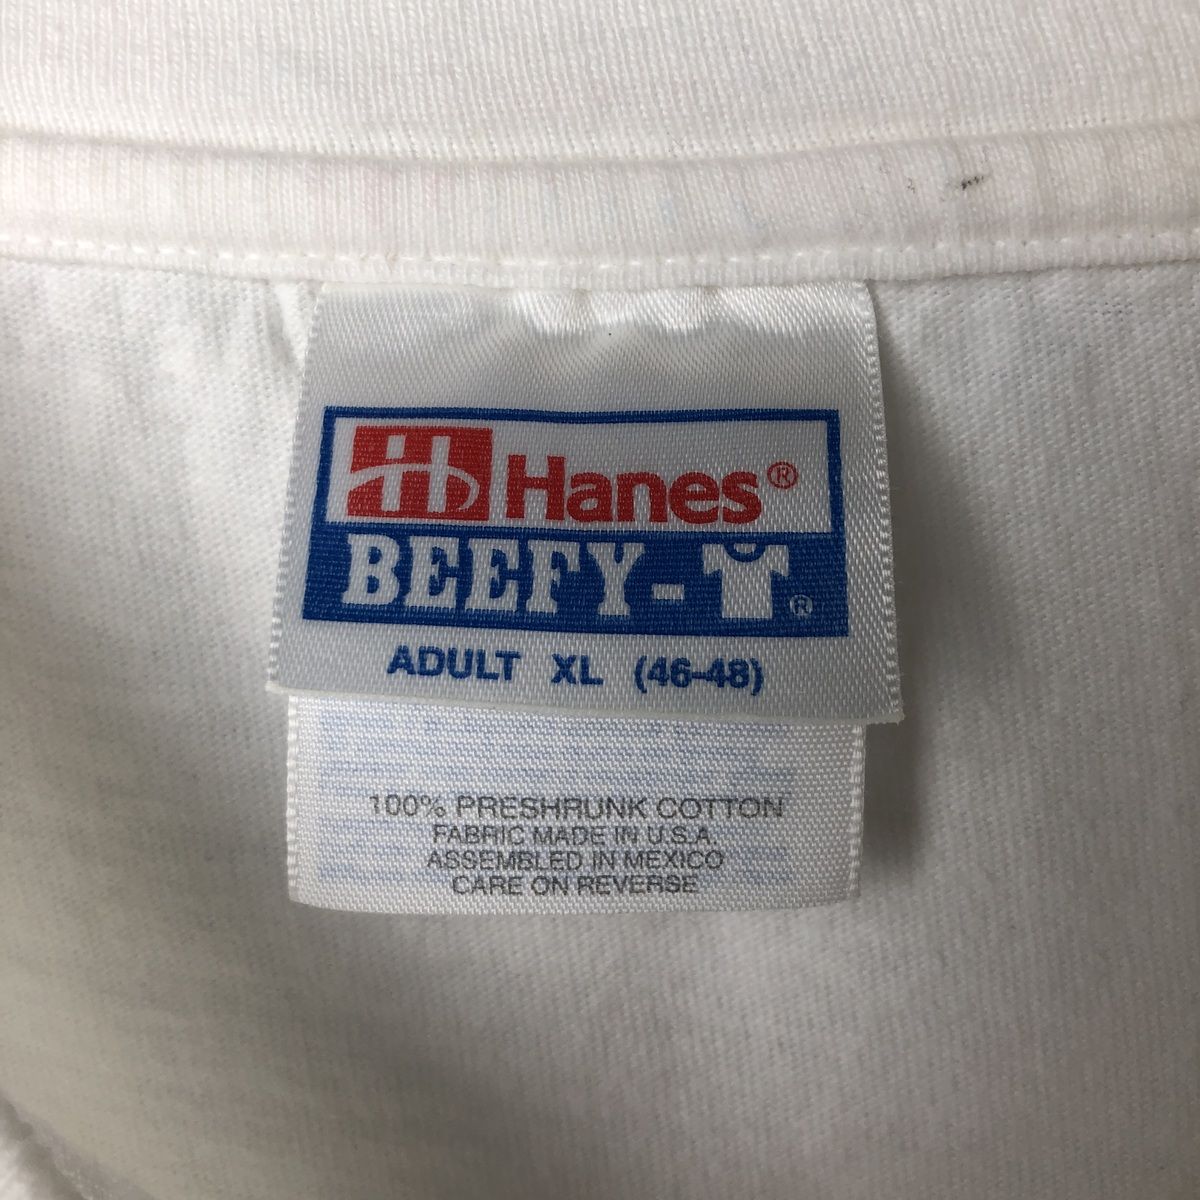 H Hanes®
BEEFY-T®
ADULT XL (46-48)
100% PRESHRUNK COTTON
FABRIC MADE IN U.S.A.
ASSEMBLED IN MEXICO
CARE ON REVERSE